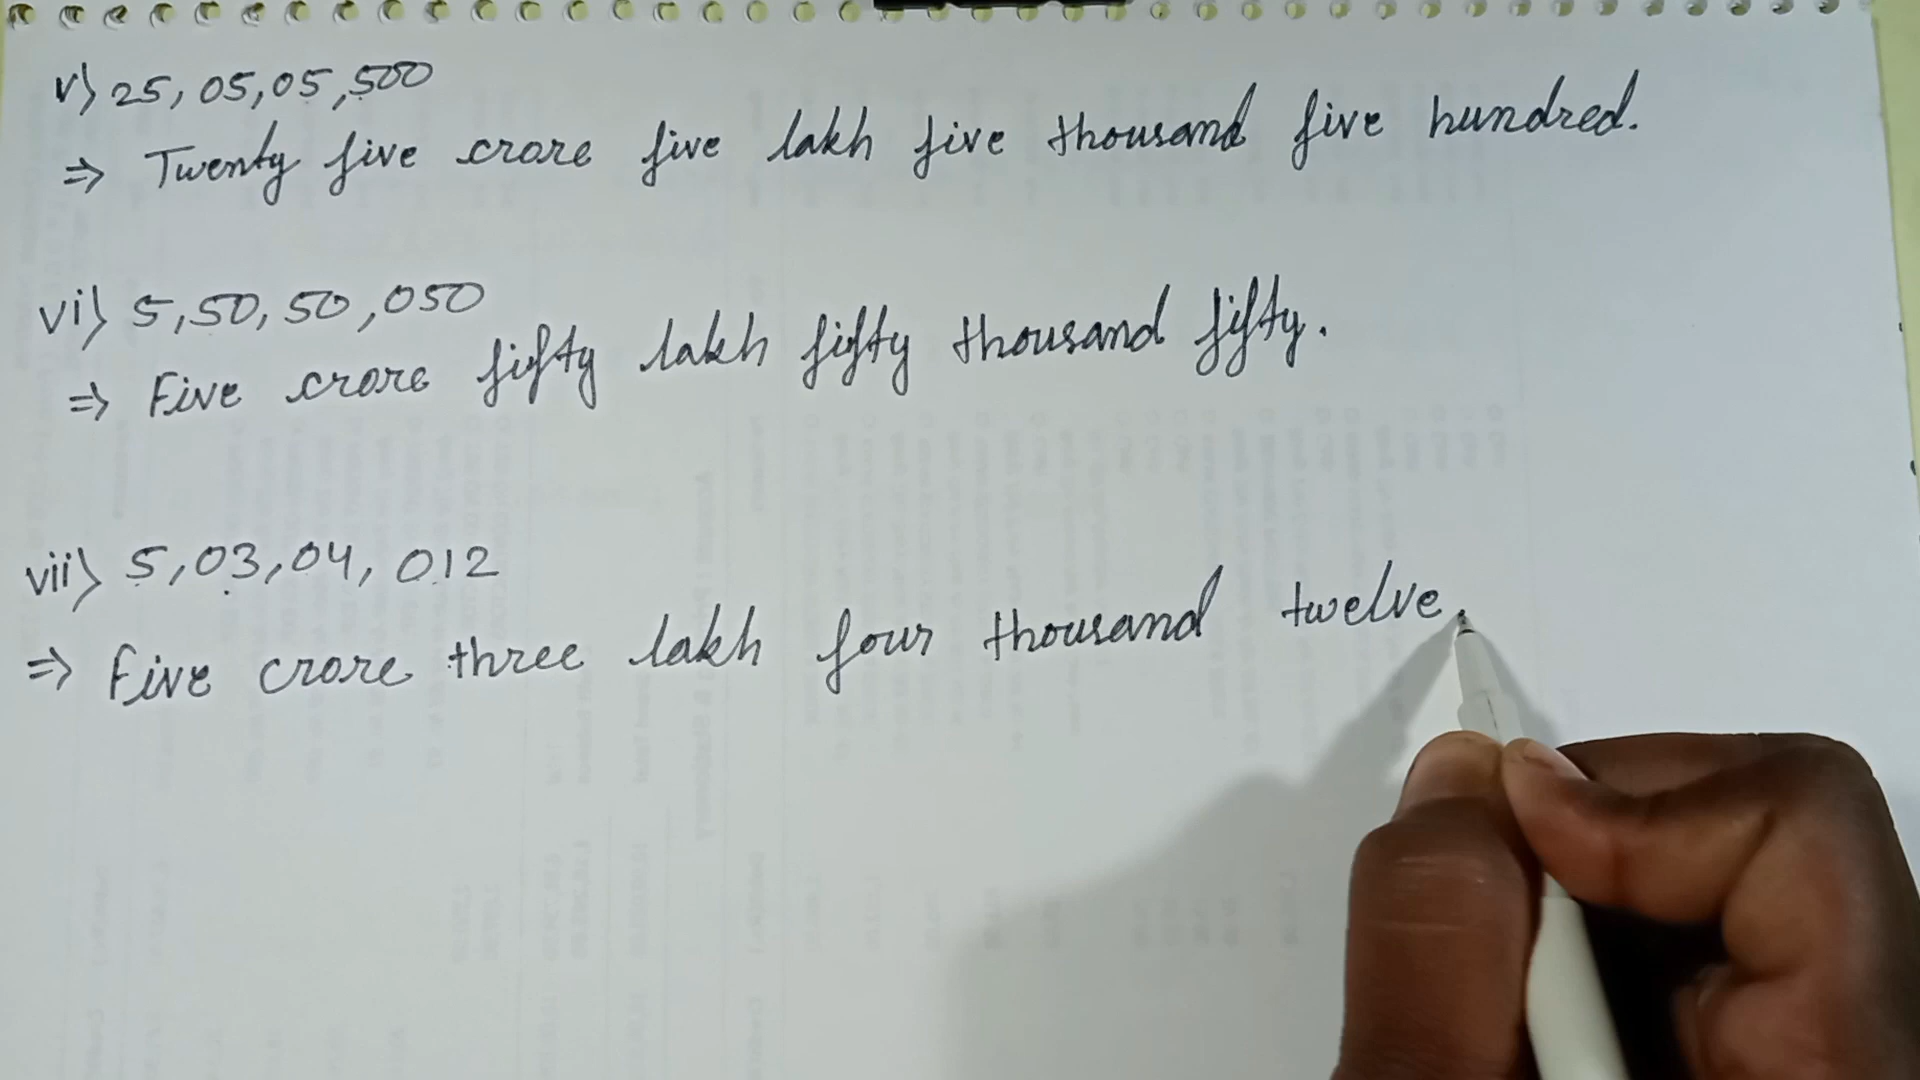 v) 25, 05, 05, 500
⇒ Twenty five crore five lakh five thousand five hundred.
vi) 5, 50, 50, 050
⇒ Five crore fifty lakh fifty thousand fifty.
vii) 5, 03, 04, 012
⇒ Five crore three lakh four thousand twelve.